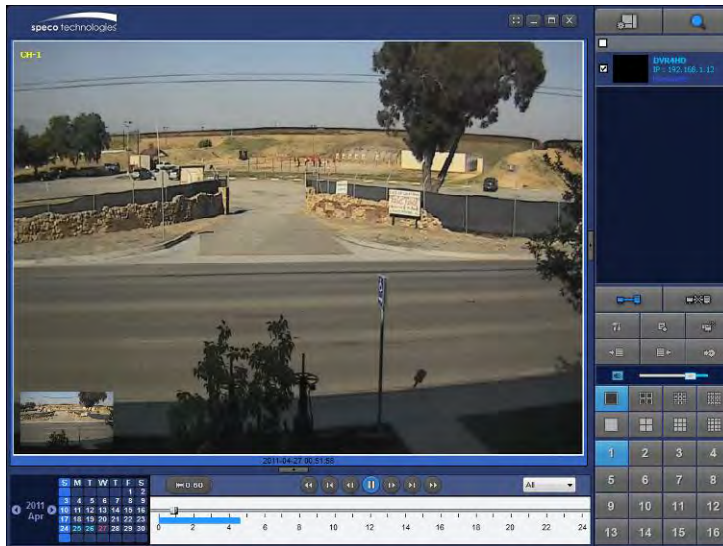 speco technologies
CH-1
DVR4HD
IP : 192.168.1.12
2011-04-27 00:51:58
2011
Apr
S M T W T F S
1 2
3 4 5 6 7 8 9
10 11 12 13 14 15 16
17 18 19 20 21 22 23
24 25 26 27 28 29 30
0.60
All
0 2 4 6 8 10 12 14 16 18 20 22 24
1 2 3 4
5 6 7 8
9 10 11 12
13 14 15 16